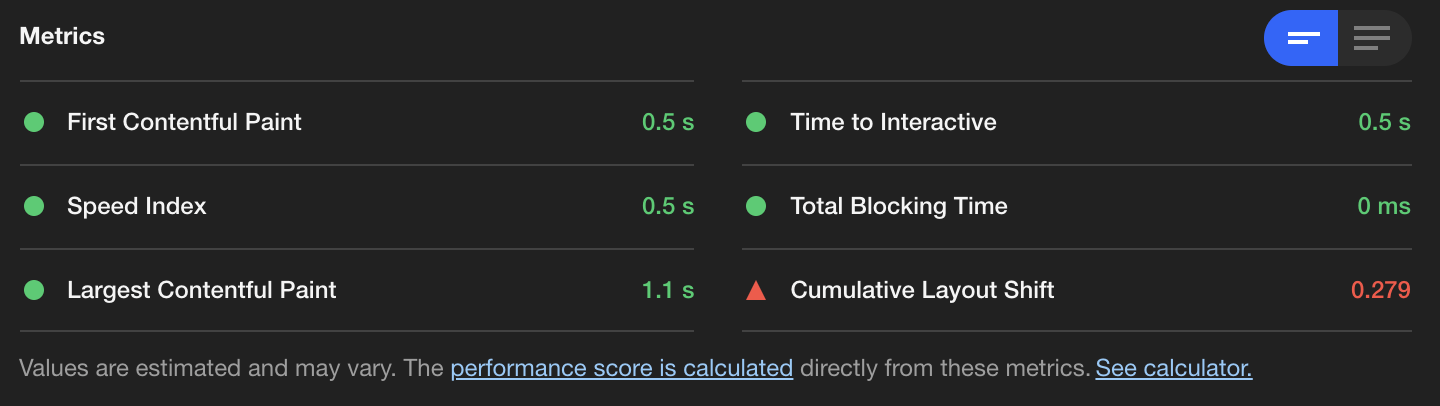 Metrics
First Contentful Paint 0.5 s
Time to Interactive 0.5 s
Speed Index 0.5 s
Total Blocking Time 0 ms
Largest Contentful Paint 1.1 s
Cumulative Layout Shift 0.279
Values are estimated and may vary. The performance score is calculated directly from these metrics. See calculator.